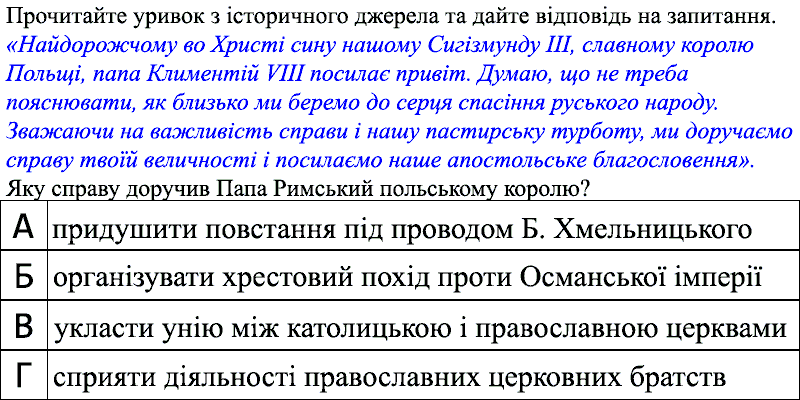 Прочитайте уривок з історичного джерела та дайте відповідь на запитання.
«Найдорожчому во Христі сину нашому Сигізмунду III, славному королю
Польщі, папа Климентій VIII посилає привіт. Думаю, що не треба
пояснювати, як близько ми беремо до серця спасіння руського народу.
Зважаючи на важливість справи і нашу пастирську турботу, ми доручаємо
справу твоїй величності і посилаємо наше апостольське благословення».
Яку справу доручив Папа Римський польському королю?
А придушити повстання під проводом Б. Хмельницького
Б організувати хрестовий похід проти Османської імперії
В укласти унію між католицькою і православною церквами
Г сприяти діяльності православних церковних братств